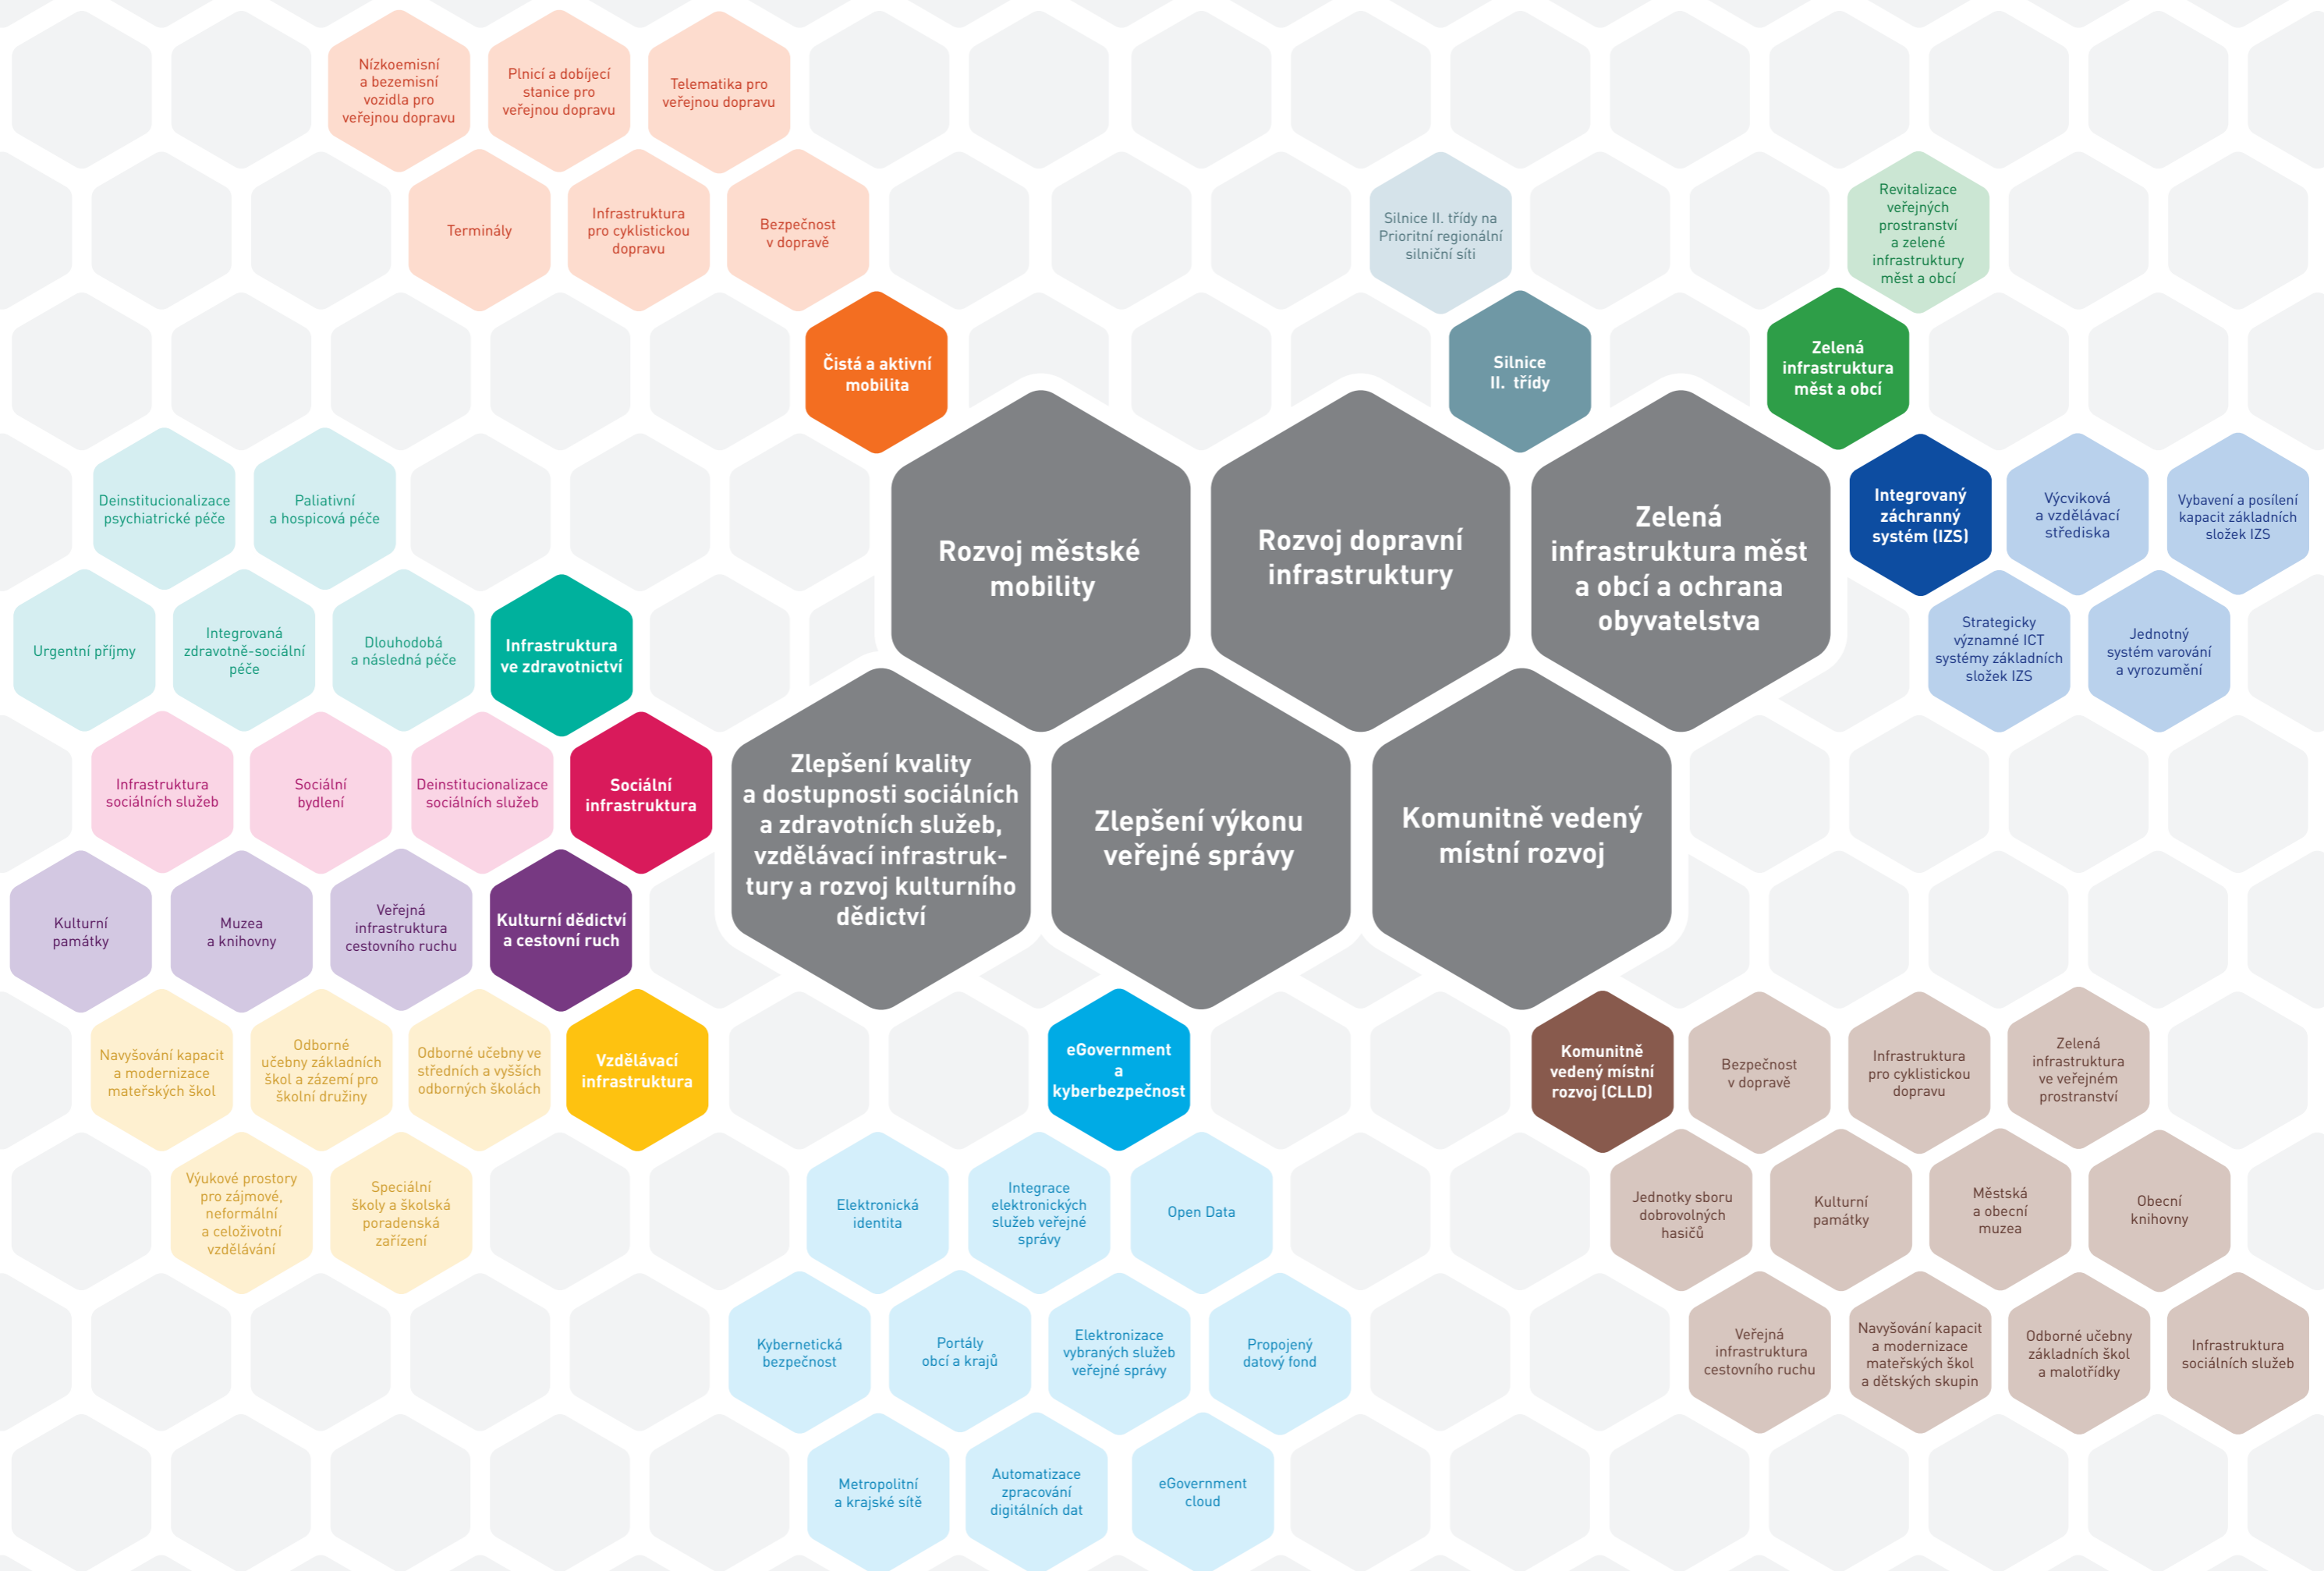 Nízkoemisní
a bezemisní
vozidla pro
veřejnou dopravu
Plnicí a dobíjecí
stanice pro
veřejnou dopravu
Telematika pro
veřejnou dopravu
Terminály
Infrastruktura
pro cyklistickou
dopravu
Bezpečnost
v dopravě
Silnice II. třídy na
Prioritní regionální
silniční síti
Revitalizace
veřejných
prostranství
a zelené
infrastruktury
měst a obcí
Čistá a aktivní
mobilita
Silnice
II. třídy
Zelená
infrastruktura
měst a obcí
Deinstitucionalizace
psychiatrické péče
Paliativní
a hospicová péče
Rozvoj městské
mobility
Rozvoj dopravní
infrastruktury
Zelená
infrastruktura měst
a obcí a ochrana
obyvatelstva
Integrovaný
záchranný
systém (IZS)
Výcviková
a vzdělávací
střediska
Vybavení a posílení
kapacit základních
složek IZS
Urgentní příjmy
Integrovaná
zdravotně-sociální
péče
Dlouhodobá
a následná péče
Infrastruktura
ve zdravotnictví
Strategicky
významné ICT
systémy základních
složek IZS
Jednotný
systém varování
a vyrozumění
Infrastruktura
sociálních služeb
Sociální
bydlení
Deinstitucionalizace
sociálních služeb
Sociální
infrastruktura
Zlepšení kvality
a dostupnosti sociálních
a zdravotních služeb,
vzdělávací infrastruk-
tury a rozvoj kulturního
dědictví
Zlepšení výkonu
veřejné správy
Komunitně vedený
místní rozvoj
Kulturní
památky
Muzea
a knihovny
Veřejná
infrastruktura
cestovního ruchu
Kulturní dědictví
a cestovní ruch
Navyšování kapacit
a modernizace
mateřských škol
Odborné
učebny základních
škol a zázemí pro
školní družiny
Odborné učebny ve
středních a vyšších
odborných školách
Vzdělávací
infrastruktura
eGovernment
a
kyberbezpečnost
Komunitně
vedený místní
rozvoj (CLLD)
Bezpečnost
v dopravě
Infrastruktura
pro cyklistickou
dopravu
Zelená
infrastruktura
ve veřejném
prostranství
Výukové prostory
pro zájmové,
neformální
a celoživotní
vzdělávání
Speciální
školy a školská
poradenská
zařízení
Elektronická
identita
Integrace
elektronických
služeb veřejné
správy
Open Data
Jednotky sboru
dobrovolných
hasičů
Kulturní
památky
Městská
a obecní
muzea
Obecní
knihovny
Kybernetická
bezpečnost
Portály
obcí a krajů
Elektronizace
vybraných služeb
veřejné správy
Propojený
datový fond
Veřejná
infrastruktura
cestovního ruchu
Navyšování kapacit
a modernizace
mateřských škol
a dětských skupin
Odborné učebny
základních škol
a malotřídky
Infrastruktura
sociálních služeb
Metropolitní
a krajské sítě
Automatizace
zpracování
digitálních dat
eGovernment
cloud